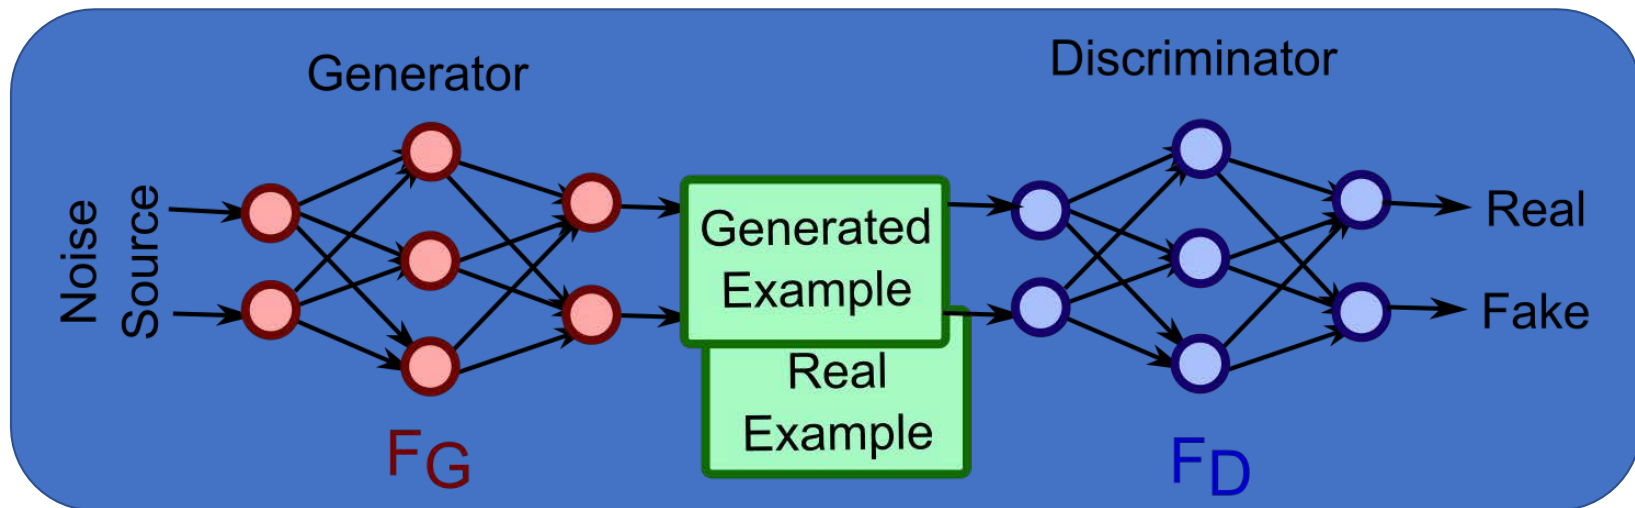 Generator
Discriminator
Noise
Source
Generated
Example
Real
Example
Real
Fake
FG
FD